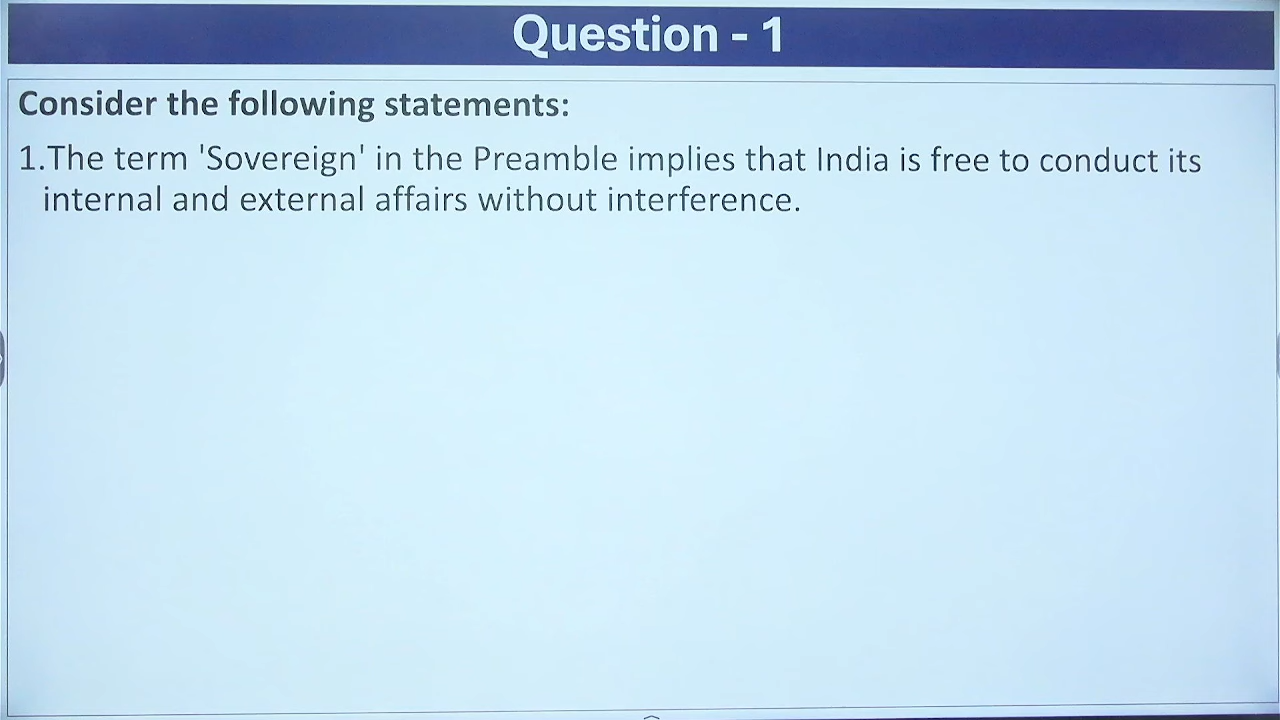 Question - 1
Consider the following statements:
1.The term 'Sovereign' in the Preamble implies that India is free to conduct its
internal and external affairs without interference.